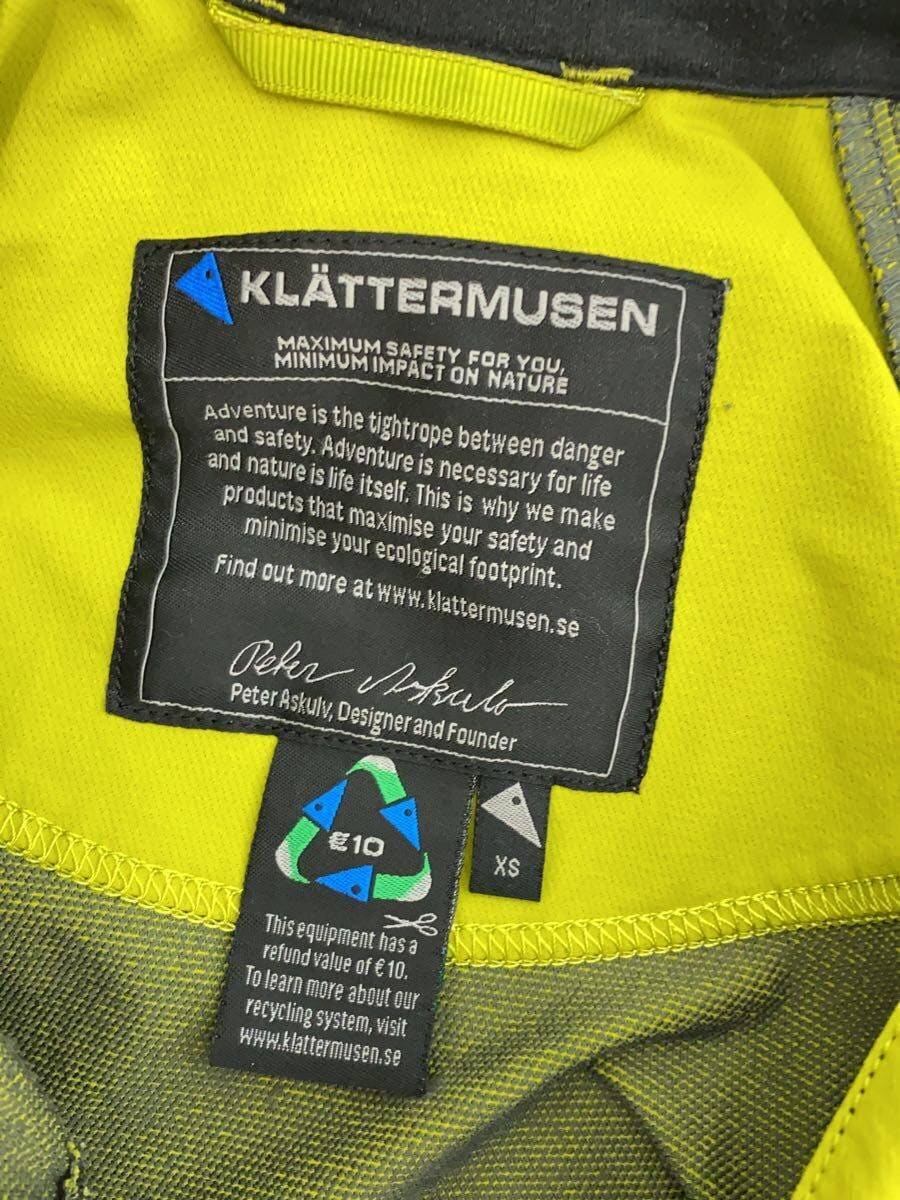 KLÄTTERMUSEN
MAXIMUM SAFETY FOR YOU,
MINIMUM IMPACT ON NATURE
Adventure is the tightrope between danger
and safety. Adventure is necessary for life
and nature is life itself. This is why we make
products that maximise your safety and
minimise your ecological footprint.
Find out more at www.klattermusen.se
Peter Askulv
Peter Askulv, Designer and Founder
€10
XS
This equipment has a
refund value of €10.
To learn more about our
recycling system, visit
www.klattermusen.se